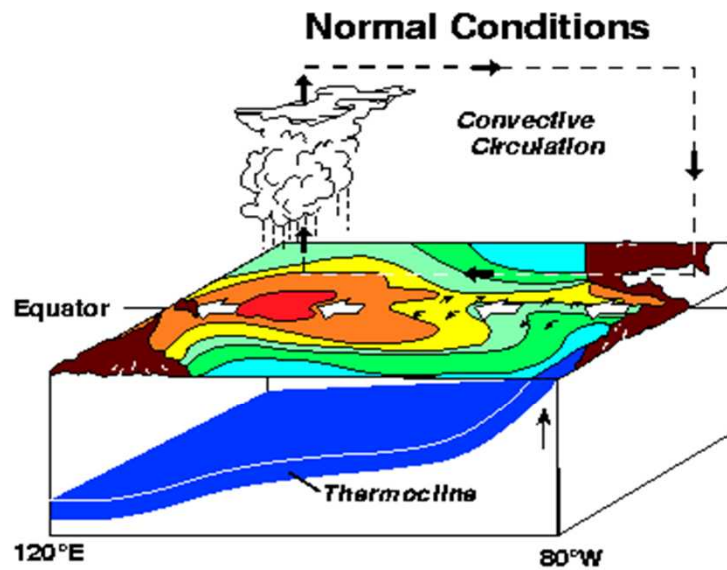 Normal Conditions
Convective
Circulation
Equator
Thermocline
120°E
80°W